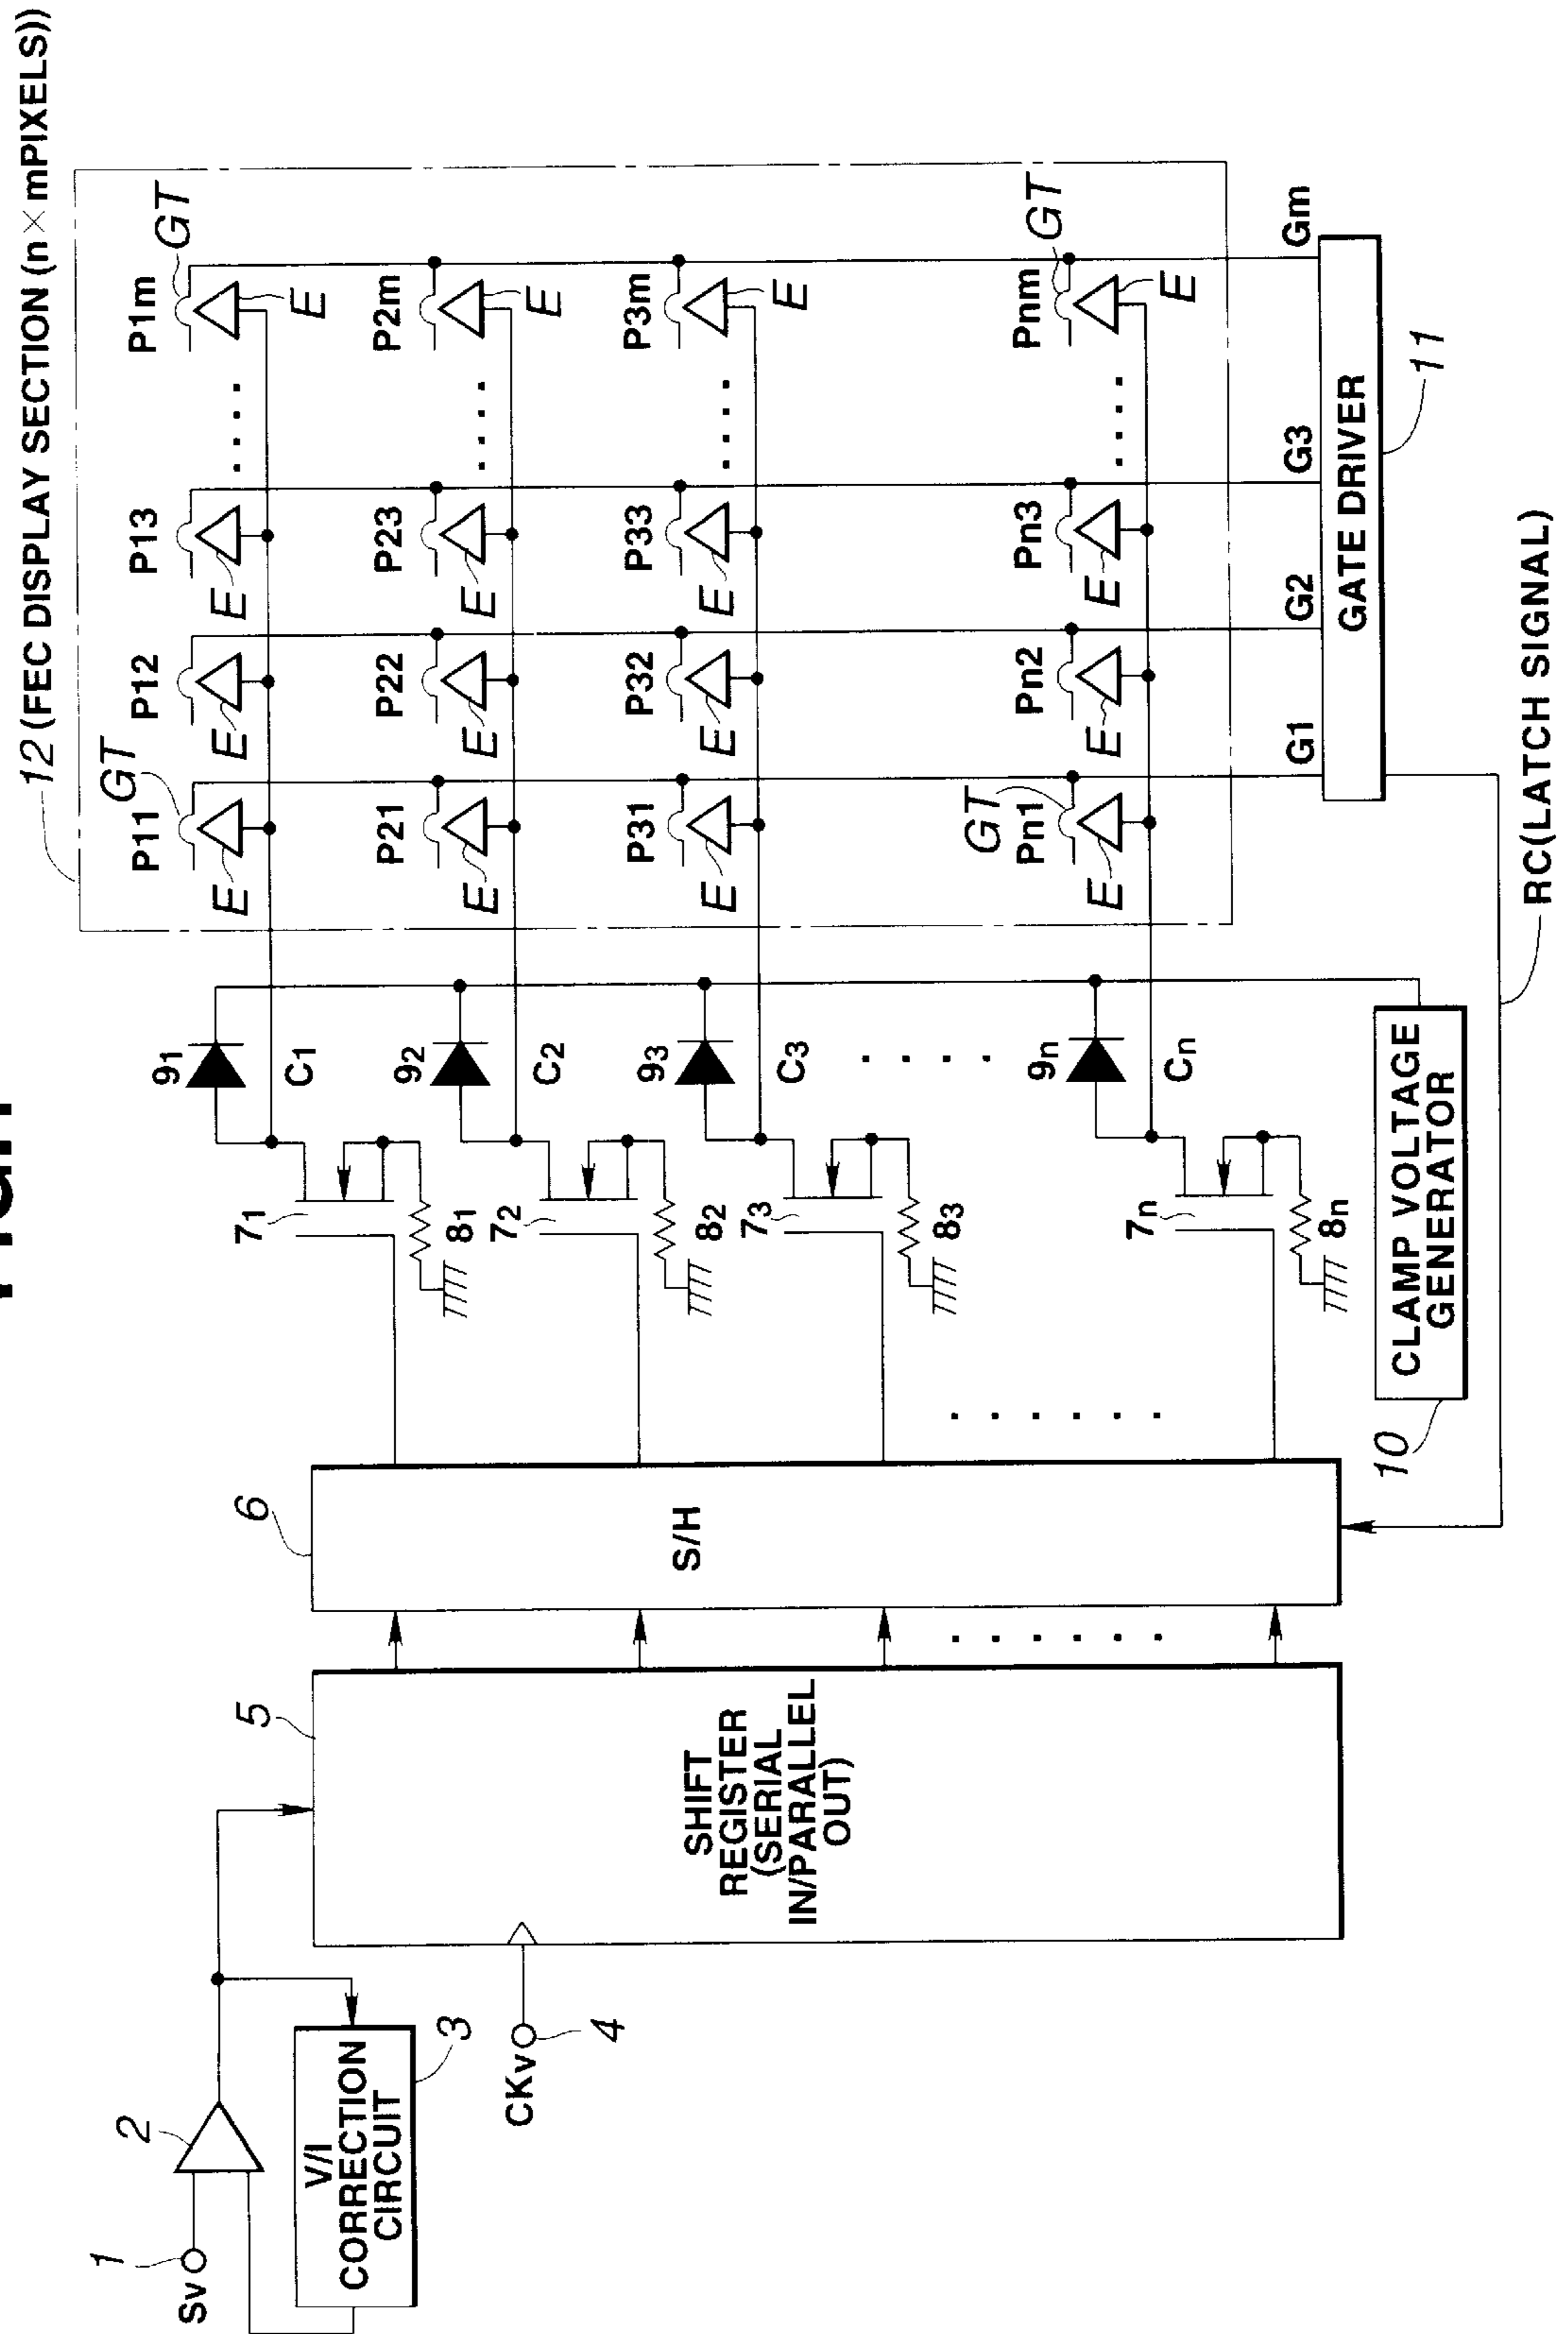 12 (FEC DISPLAY SECTION (n×mPIXELS))
P11 GT P12 P13 P1m GT
E E E E
P21 P22 P23 P2m
E E E E
P31 P32 P33 P3m
E E E E
GT
Pn1 Pn2 Pn3 Pnm GT
E E E E
G1 G2 G3 Gm
GATE DRIVER
11
RC(LATCH SIGNAL)
91 C1
92 C2
93 C3
9n Cn
71 81
72 82
73 83
7n 8n
CLAMP VOLTAGE
GENERATOR
10
6
S/H
5
SHIFT
REGISTER
(SERIAL
IN/PARALLEL
OUT)
1
Sv
2
V/I
CORRECTION
CIRCUIT
3
CKv
4